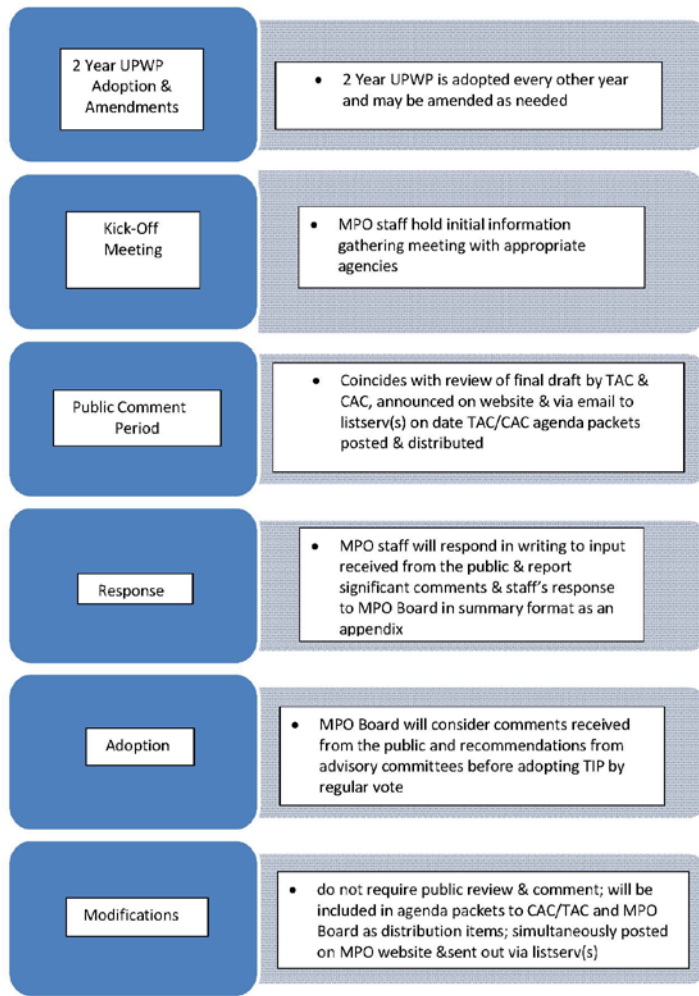 2 Year UPWP
Adoption &
Amendments
• 2 Year UPWP is adopted every other year
and may be amended as needed
Kick-Off
Meeting
• MPO staff hold initial information
gathering meeting with appropriate
agencies
Public Comment
Period
• Coincides with review of final draft by TAC &
CAC, announced on website & via email to
listserv(s) on date TAC/CAC agenda packets
posted & distributed
Response
• MPO staff will respond in writing to input
received from the public & report
significant comments & staff's response
to MPO Board in summary format as an
appendix
Adoption
• MPO Board will consider comments received
from the public and recommendations from
advisory committees before adopting TIP by
regular vote
Modifications
• do not require public review & comment; will be
included in agenda packets to CAC/TAC and MPO
Board as distribution items; simultaneously posted
on MPO website &sent out via listserv(s)